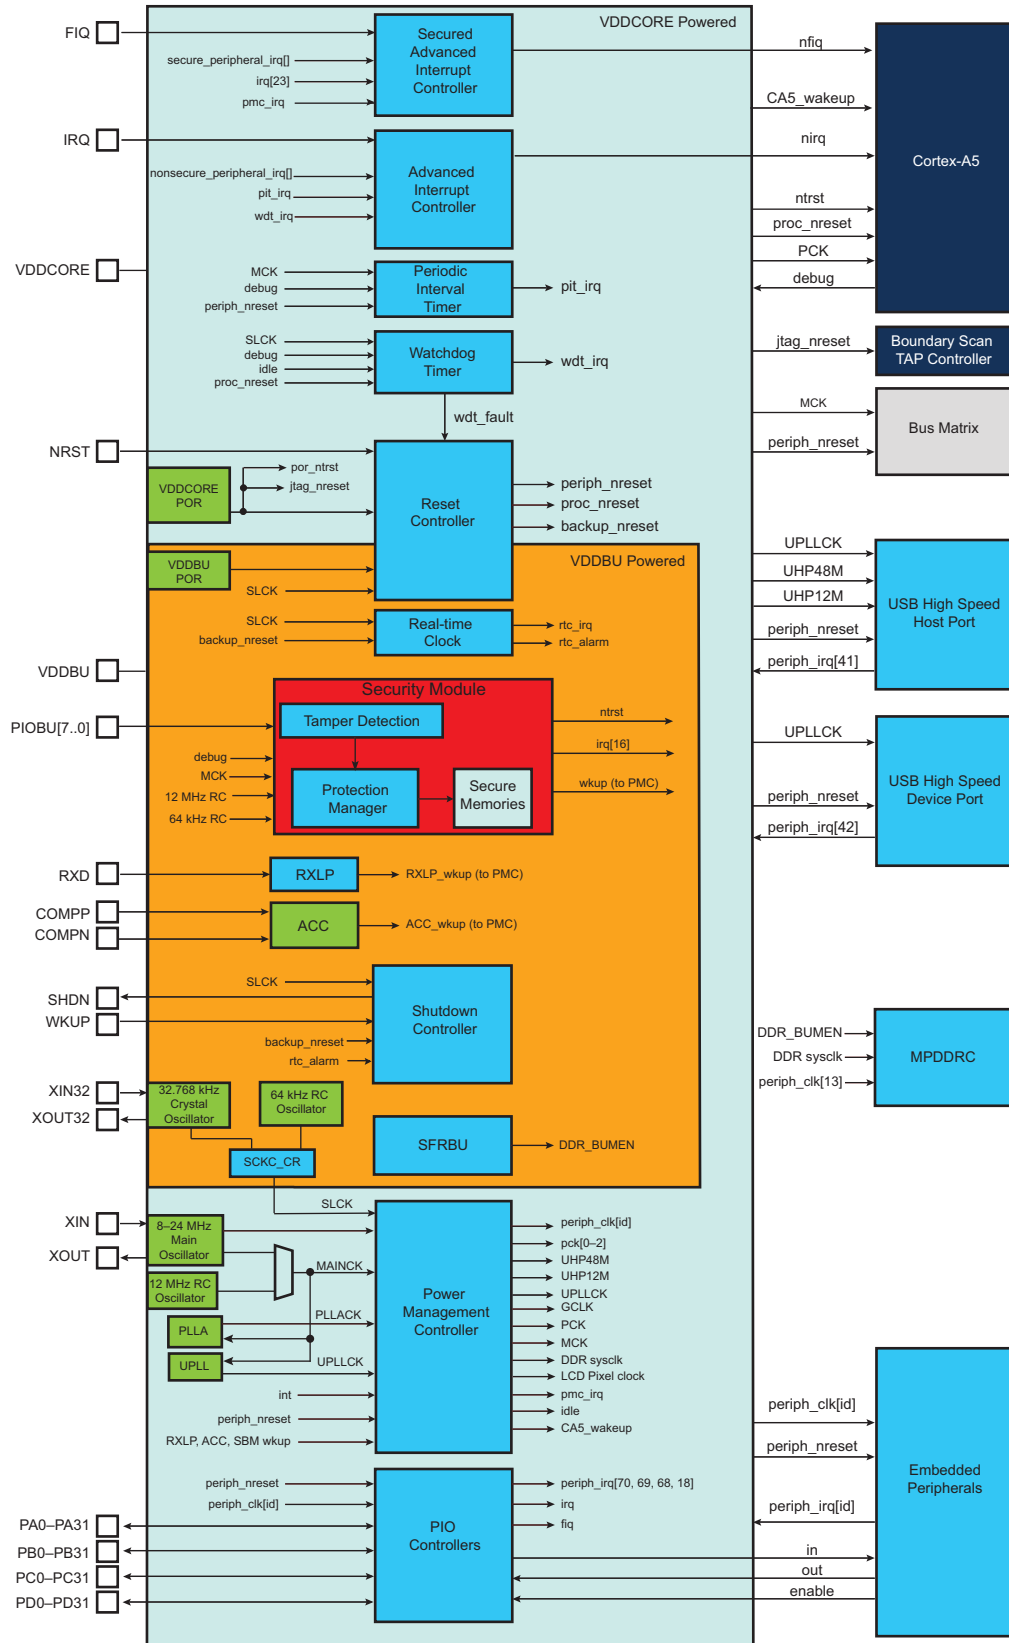 VDDCORE Powered
FIQ
secure_peripheral_irq[]
irq[23]
pmc_irq
Secured
Advanced
Interrupt
Controller
nfiq
CA5_wakeup
IRQ
nonsecure_peripheral_irq[]
pit_irq
wdt_irq
Advanced
Interrupt
Controller
nirq
Cortex-A5
ntrst
proc_nreset
PCK
debug
VDDCORE
MCK
debug
periph_nreset
Periodic
Interval
Timer
pit_irq
SLCK
debug
idle
proc_nreset
Watchdog
Timer
wdt_irq
wdt_fault
jtag_nreset
Boundary Scan
TAP Controller
MCK
periph_nreset
Bus Matrix
NRST
VDDCORE
POR
por_ntrst
jtag_nreset
Reset
Controller
periph_nreset
proc_nreset
backup_nreset
VDDBU Powered
VDDBU
POR
SLCK
SLCK
backup_nreset
Real-time
Clock
rtc_irq
rtc_alarm
UPLLCK
UHP48M
UHP12M
periph_nreset
periph_irq[41]
USB High Speed
Host Port
VDDBU
PIOBU[7..0]
Security Module
Tamper Detection
debug
MCK
12 MHz RC
64 kHz RC
Protection
Manager
Secure
Memories
ntrst
irq[16]
wkup (to PMC)
UPLLCK
periph_nreset
periph_irq[42]
USB High Speed
Device Port
RXD
RXLP
RXLP_wkup (to PMC)
COMPP
COMPN
ACC
ACC_wkup (to PMC)
SHDN
WKUP
SLCK
backup_nreset
rtc_alarm
Shutdown
Controller
DDR_BUMEN
DDR sysclk
periph_clk[13]
MPDDRC
XIN32
XOUT32
32.768 kHz
Crystal
Oscillator
64 kHz RC
Oscillator
SCKC_CR
SFRBU
DDR_BUMEN
XIN
XOUT
8–24 MHz
Main
Oscillator
12 MHz RC
Oscillator
PLLA
UPLL
SLCK
MAINCK
PLLACK
UPLLCK
int
periph_nreset
RXLP, ACC, SBM wkup
Power
Management
Controller
periph_clk[id]
pck[0–2]
UHP48M
UHP12M
UPLLCK
GCLK
PCK
MCK
DDR sysclk
LCD Pixel clock
pmc_irq
idle
CA5_wakeup
periph_clk[id]
periph_nreset
periph_irq[id]
in
out
enable
Embedded
Peripherals
periph_nreset
periph_clk[id]
PA0–PA31
PB0–PB31
PC0–PC31
PD0–PD31
PIO
Controllers
periph_irq[70, 69, 68, 18]
irq
fiq